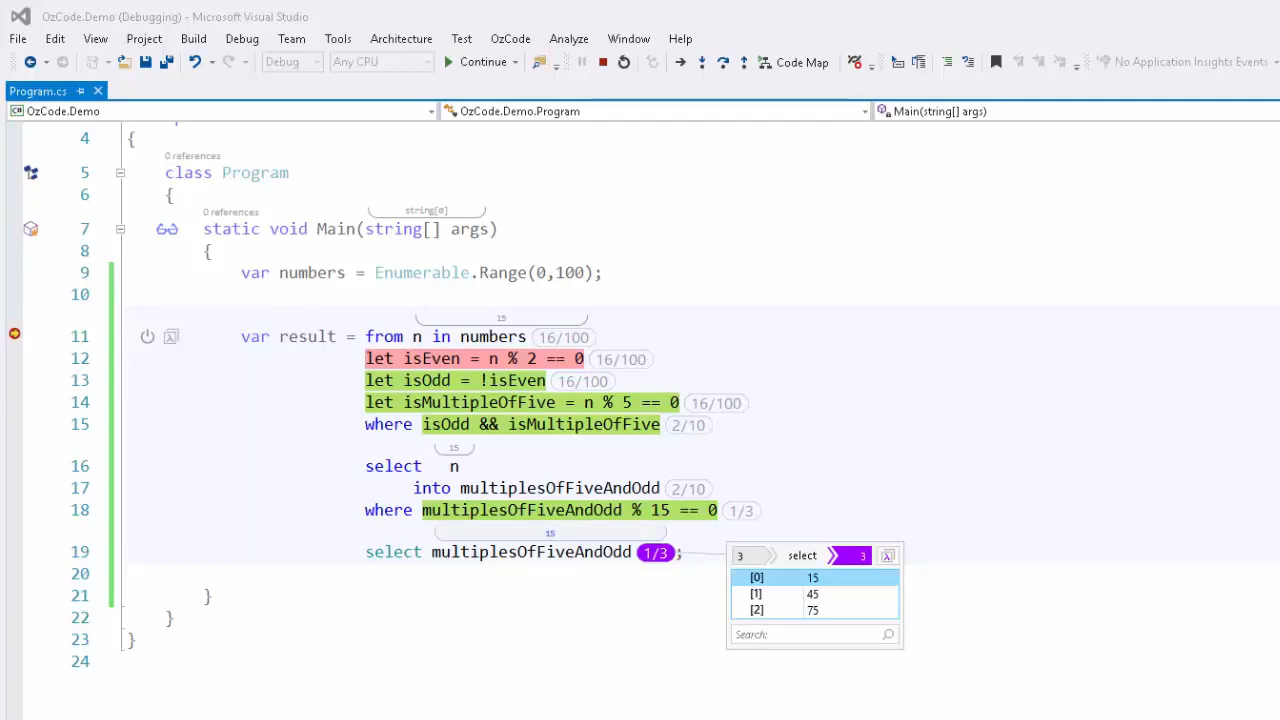 OzCode.Demo (Debugging) - Microsoft Visual Studio
File Edit View Project Build Debug Team Tools Architecture Test OzCode Analyze Window Help
Debug Any CPU Continue Code Map No Application Insights Events
Program.cs
OzCode.Demo OzCode.Demo.Program Main(string[] args)
4 {
0 references
5 class Program
6 {
0 references string[0]
7 static void Main(string[] args)
8 {
9 var numbers = Enumerable.Range(0,100);
10
15
11 var result = from n in numbers 16/100
12 let isEven = n % 2 == 0 16/100
13 let isOdd = !isEven 16/100
14 let isMultipleOfFive = n % 5 == 0 16/100
15 where isOdd && isMultipleOfFive 2/10
15
16 select n
17 into multiplesOfFiveAndOdd 2/10
18 where multiplesOfFiveAndOdd % 15 == 0 1/3
15
19 select multiplesOfFiveAndOdd 1/3 ;
3 select 3
[0] 15
[1] 45
[2] 75
Search:
20
21 }
22 }
23 }
24